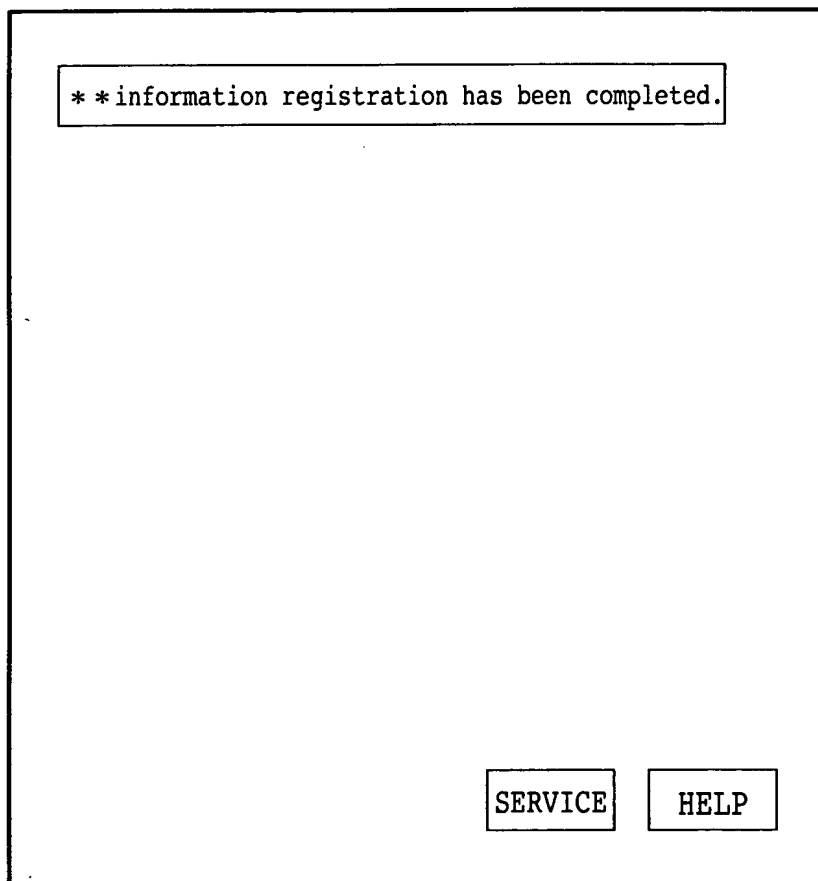 ＊＊information registration has been completed.
SERVICE
HELP